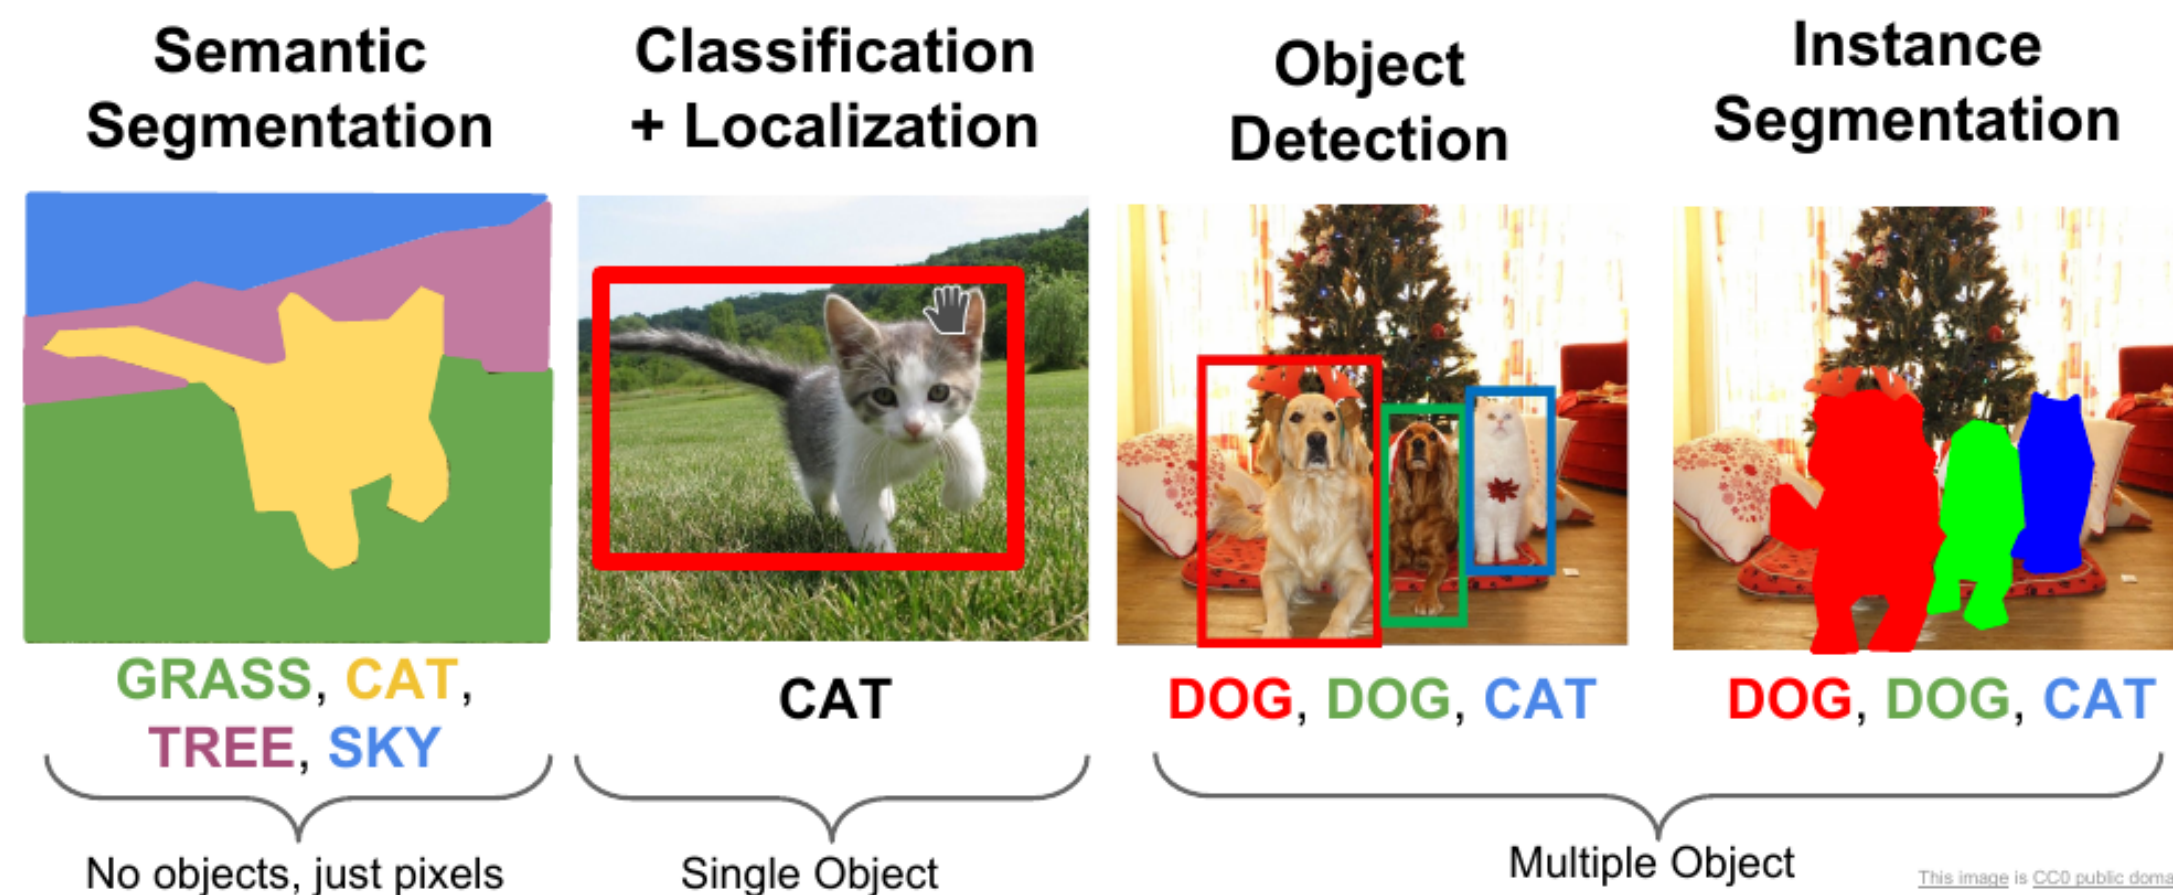 Semantic
Segmentation
Classification
+ Localization
Object
Detection
Instance
Segmentation
GRASS, CAT,
TREE, SKY
CAT
DOG, DOG, CAT
DOG, DOG, CAT
No objects, just pixels
Single Object
Multiple Object
This image is CC0 public doma